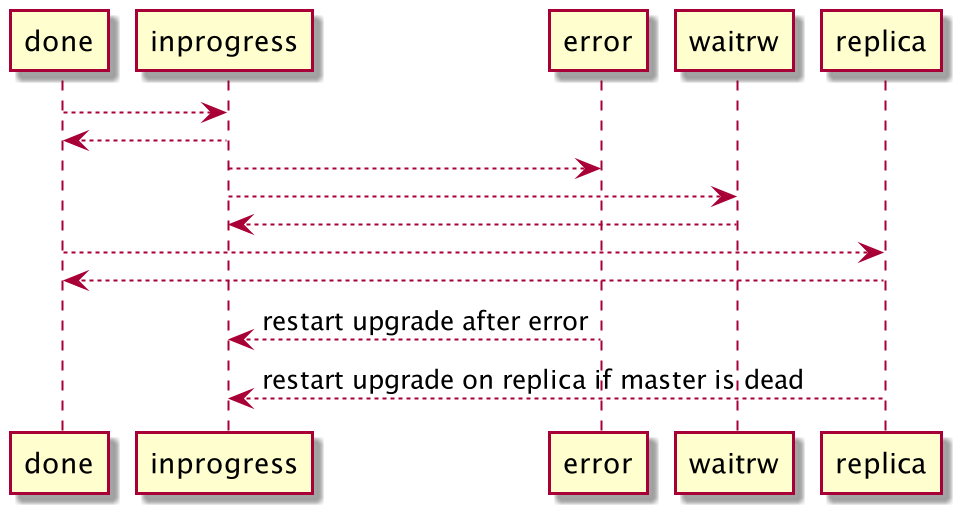 done inprogress error waitrw replica
restart upgrade after error
restart upgrade on replica if master is dead
done inprogress error waitrw replica